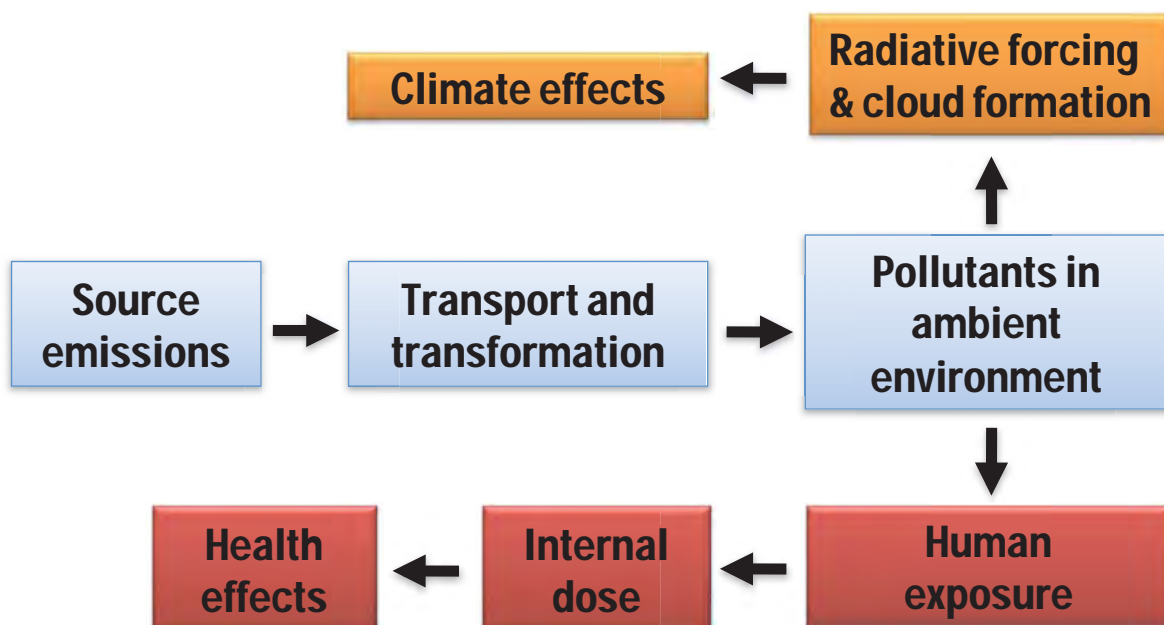 Climate effects
Radiative forcing
& cloud formation
Source
emissions
Transport and
transformation
Pollutants in
ambient
environment
Health
effects
Internal
dose
Human
exposure